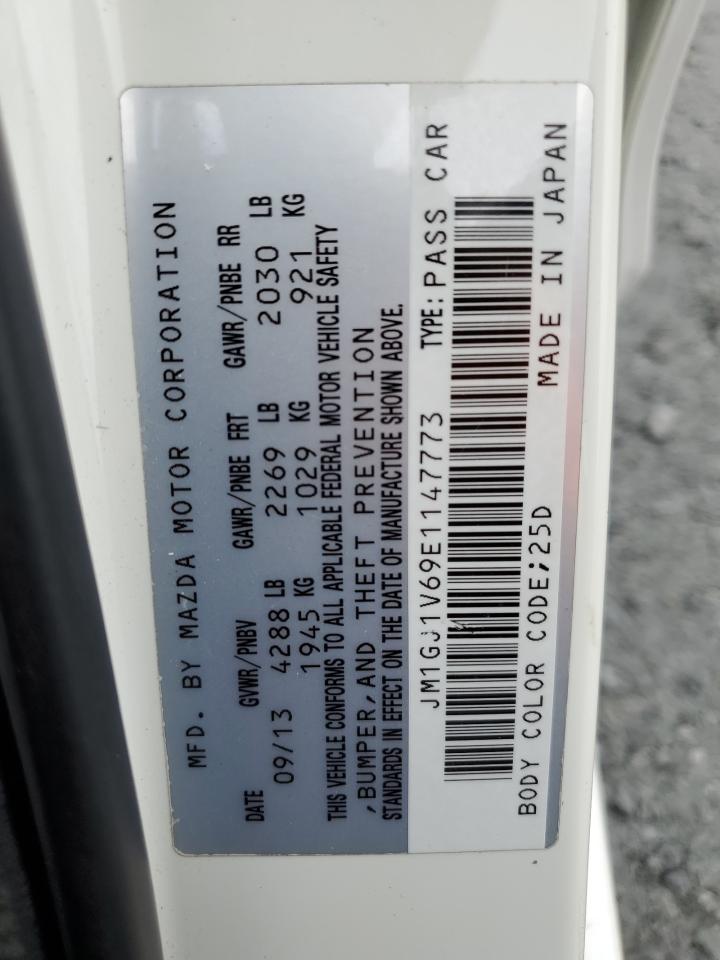 MFD. BY MAZDA MOTOR CORPORATION
DATE GVWR/PNBV GAWR/PNBE FRT GAWR/PNBE RR
09/13 4288 LB 2269 LB 2030 LB
1945 KG 1029 KG 921 KG
THIS VEHICLE CONFORMS TO ALL APPLICABLE FEDERAL MOTOR VEHICLE SAFETY
,BUMPER,AND THEFT PREVENTION
STANDARDS IN EFFECT ON THE DATE OF MANUFACTURE SHOWN ABOVE.
JM1GJ1V69E1147773 TYPE: PASS CAR
BODY COLOR CODE;25D MADE IN JAPAN